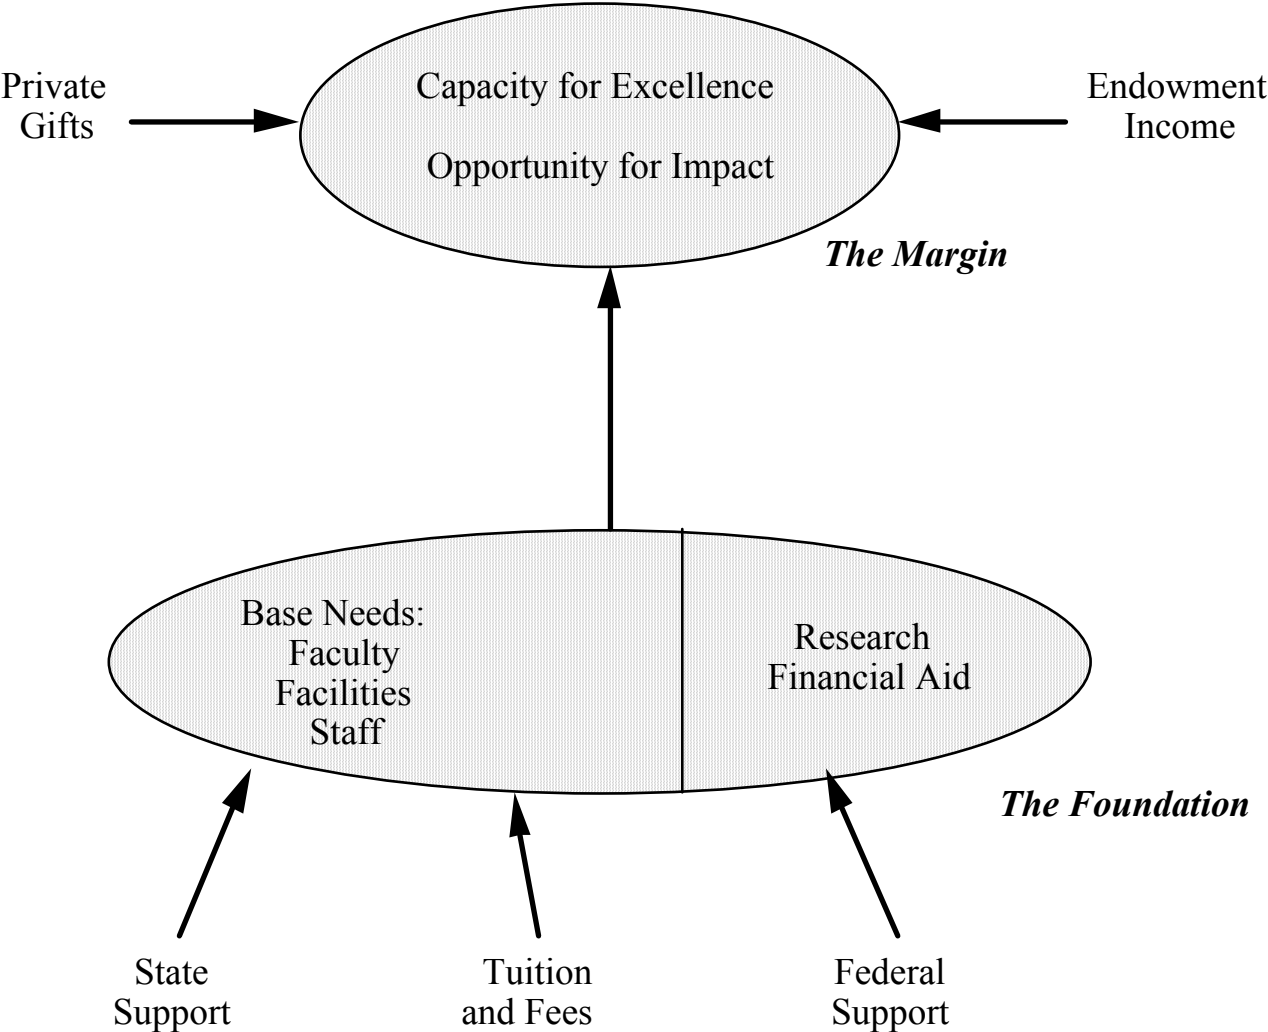 Private
Gifts
Capacity for Excellence
Opportunity for Impact
Endowment
Income
The Margin
Base Needs:
Faculty
Facilities
Staff
Research
Financial Aid
The Foundation
State
Support
Tuition
and Fees
Federal
Support